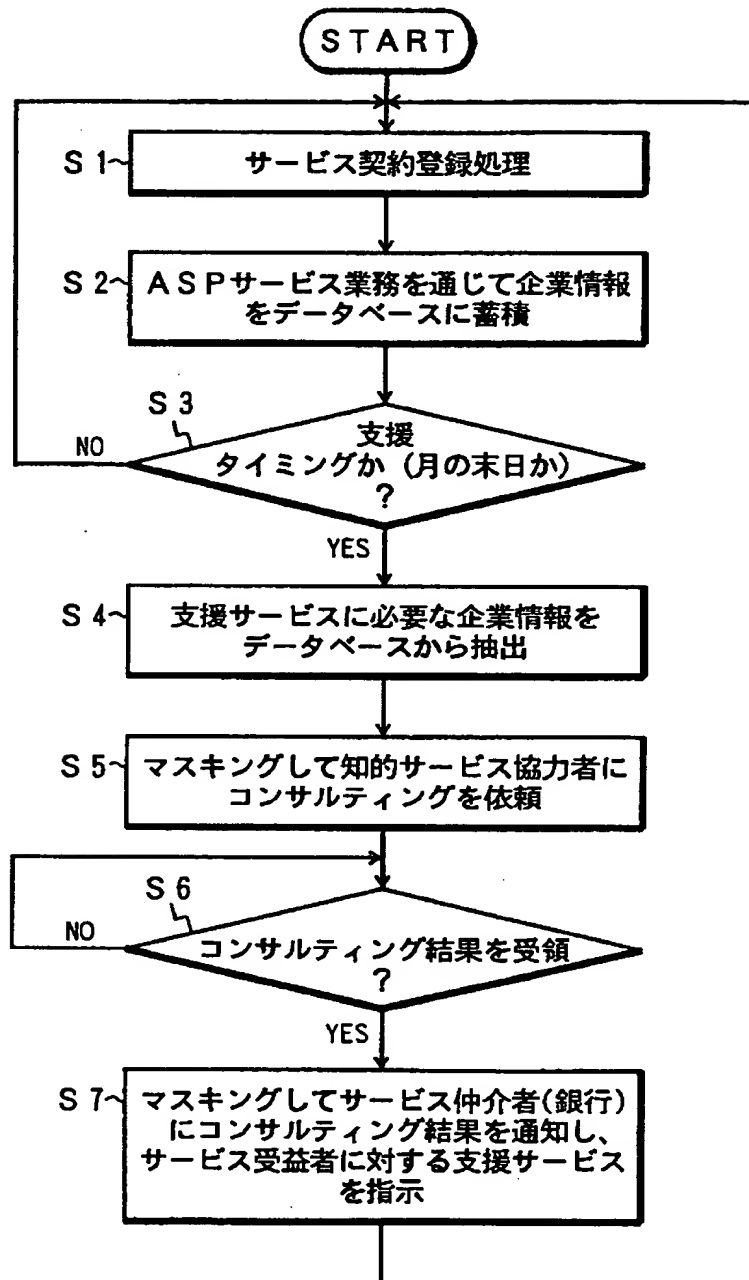 START
S1
サービス契約登録処理
S2
ASPサービス業務を通じて企業情報
をデータベースに蓄積
S3
支援
タイミングか(月の末日か)
?
NO
YES
S4
支援サービスに必要な企業情報を
データベースから抽出
S5
マスキングして知的サービス協力者に
コンサルティングを依頼
S6
コンサルティング結果を受領
?
NO
YES
S7
マスキングしてサービス仲介者(銀行)
にコンサルティング結果を通知し、
サービス受益者に対する支援サービス
を指示